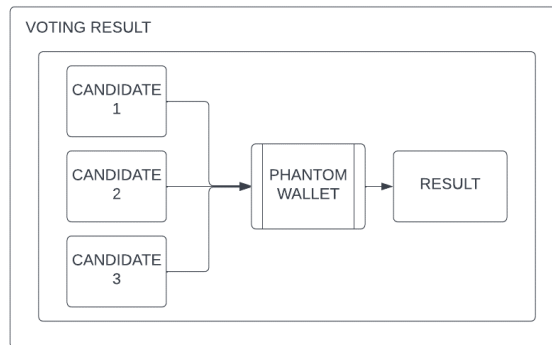 VOTING RESULT
CANDIDATE
1
CANDIDATE
2
CANDIDATE
3
PHANTOM
WALLET
RESULT